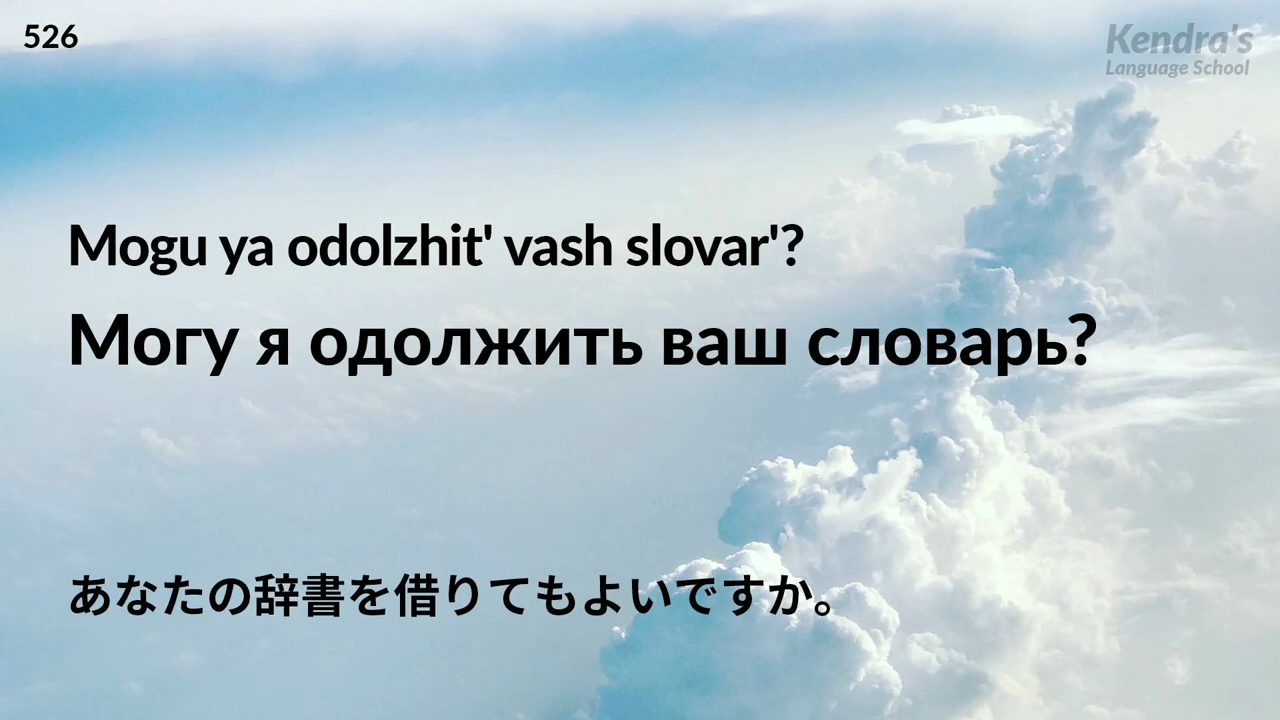 526
Kendra's
Language School
Mogu ya odolzhit' vash slovar'?
Могу я одолжить ваш словарь?
あなたの辞書を借りてもよいですか。